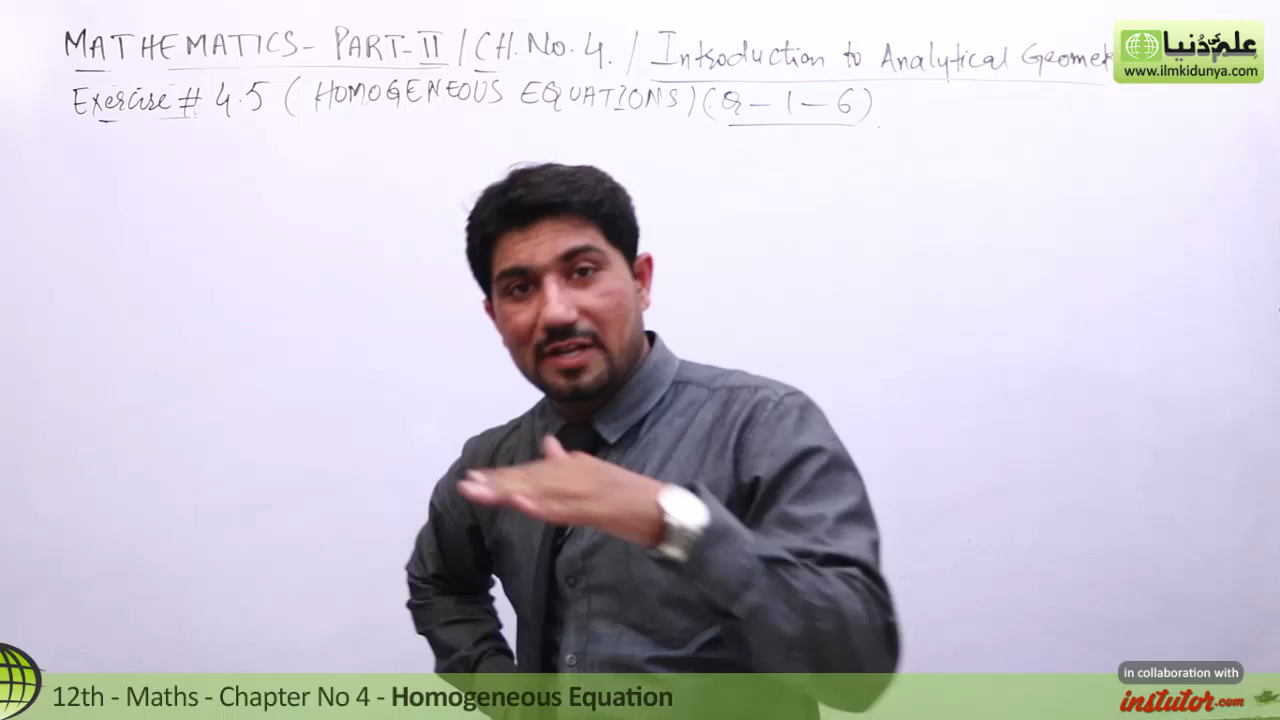 MATHEMATICS - PART-II / CH. No. 4. / Introduction to Analytical Geomet
علم کی دُنیا
www.ilmkidunya.com
Exercise # 4.5 ( HOMOGENEOUS EQUATIONS ) ( Q - 1 - 6 )
in collaboration with
instutor.com
12th - Maths - Chapter No 4 - Homogeneous Equation